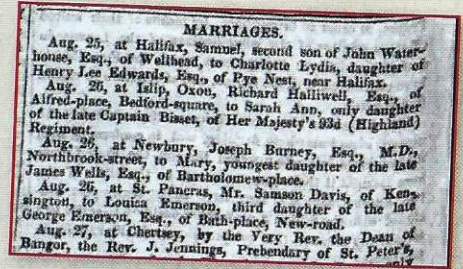 MARRIAGES.
Aug. 25, at Halifax, Samuel, second son of John Water-
house, Esq., of Wellhead, to Charlotte Lydia, daughter of
Henry Lee Edwards, Esq., of Pye Nest, near Halifax.
Aug. 26, at Islip, Oxon, Richard Halliwell, Esq., of
Alfred-place, Bedford-square, to Sarah Ann, only daughter
of the late Captain Bisset, of Her Majesty's 93d (Highland)
Regiment.
Aug. 26, at Newbury, Joseph Burney, Esq., M.D.,
Northbrook-street, to Mary, youngest daughter of the late
James Wells, Esq., of Bartholomew-place.
Aug. 26, at St. Pancras, Mr. Samson Davis, of Ken-
sington, to Louica Emerson, third daughter of the late
George Emerson, Esq., of Bath-place, New-road.
Aug. 27, at Chertsey, by the Very Rev. the Dean of
Bangor, the Rev. J. Jennings, Prebendary of St. Peter's,